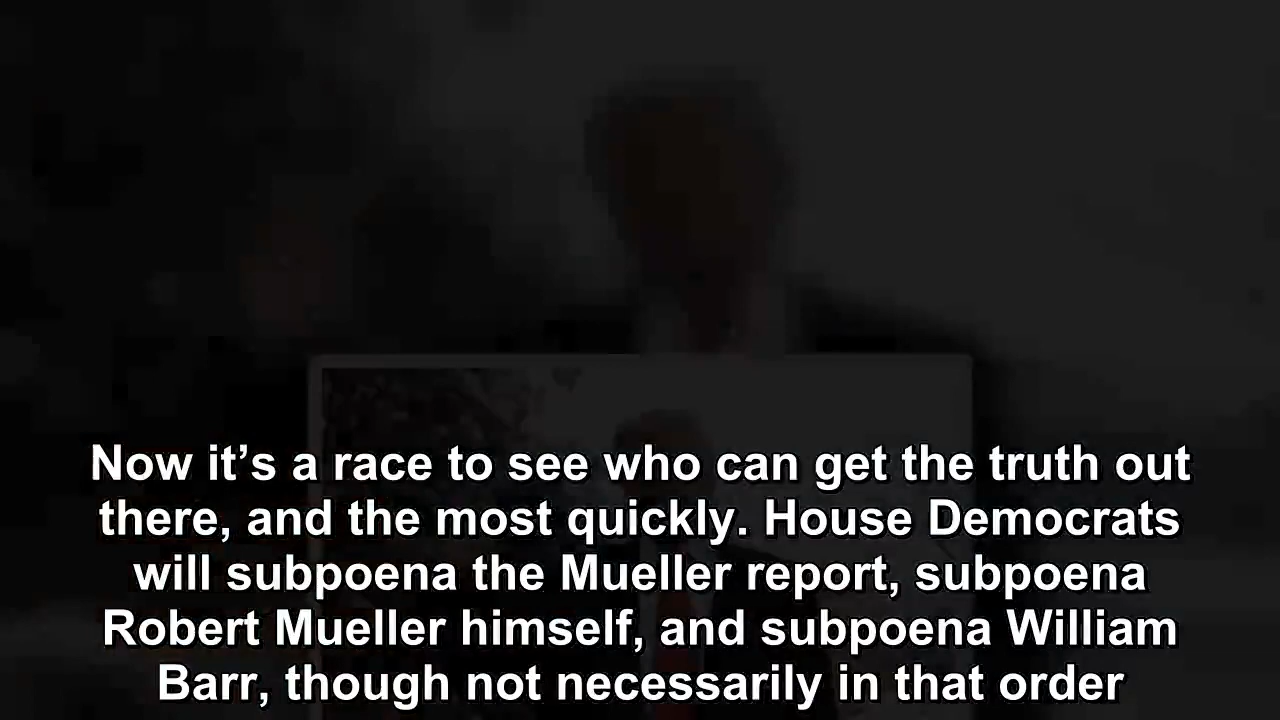 Now it’s a race to see who can get the truth out
there, and the most quickly. House Democrats
will subpoena the Mueller report, subpoena
Robert Mueller himself, and subpoena William
Barr, though not necessarily in that order